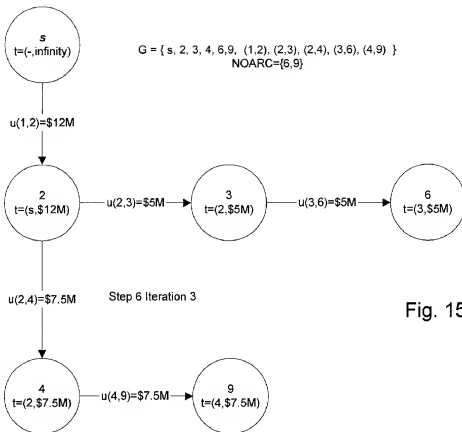 s
t=(-,infinity)
G = { s, 2, 3, 4, 6,9, (1,2), (2,3), (2,4), (3,6), (4,9) }
NOARC={6,9}
u(1,2)=$12M
2
t=(s,$12M)
u(2,3)=$5M
3
t=(2,$5M)
u(3,6)=$5M
6
t=(3,$5M)
u(2,4)=$7.5M
Step 6 Iteration 3
Fig. 15
4
t=(2,$7.5M)
u(4,9)=$7.5M
9
t=(4,$7.5M)